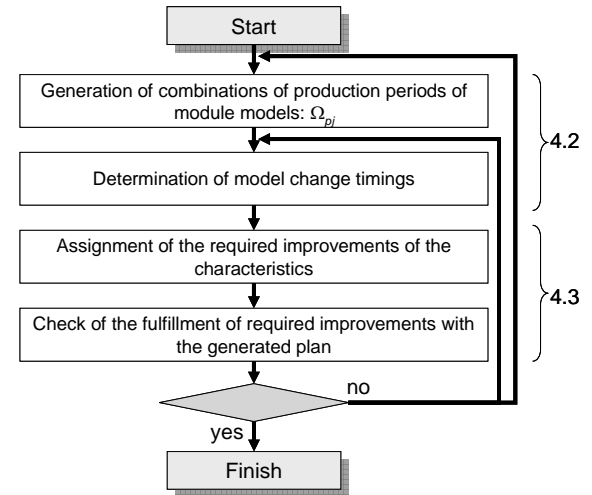 Start
Generation of combinations of production periods of
module models: Ωpj
4.2
Determination of model change timings
Assignment of the required improvements of the
characteristics
4.3
Check of the fulfillment of required improvements with
the generated plan
no
yes
Finish